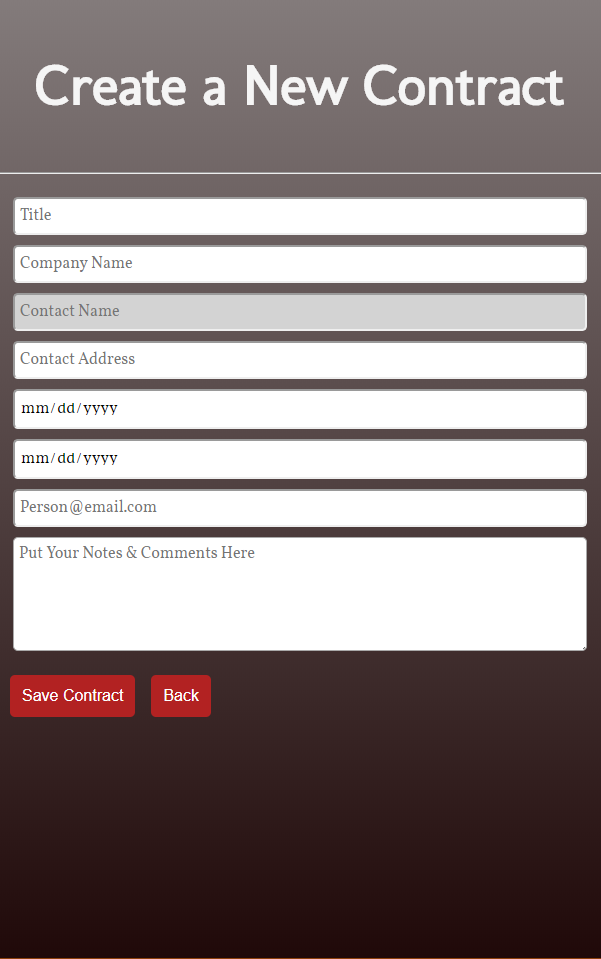 Create a New Contract
Title
Company Name
Contact Name
Contact Address
mm/dd/yyyy
mm/dd/yyyy
Person@email.com
Put Your Notes & Comments Here
Save Contract Back